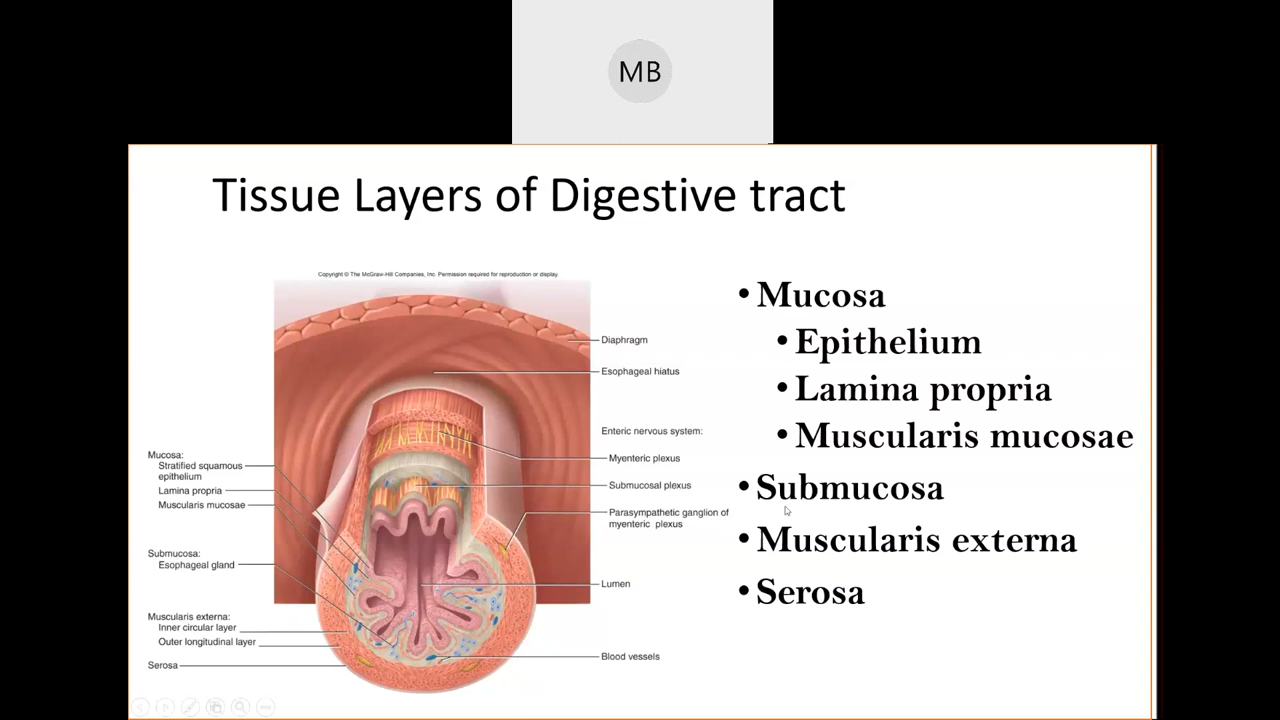 MB
Tissue Layers of Digestive tract
Copyright © The McGraw-Hill Companies, Inc. Permission required for reproduction or display.
Diaphragm
Esophageal hiatus
Enteric nervous system:
Myenteric plexus
Submucosal plexus
Parasympathetic ganglion of
myenteric plexus
Lumen
Blood vessels
Mucosa:
Stratified squamous
epithelium
Lamina propria
Muscularis mucosae
Submucosa:
Esophageal gland
Muscularis externa:
Inner circular layer
Outer longitudinal layer
Serosa
• Mucosa
• Epithelium
• Lamina propria
• Muscularis mucosae
• Submucosa
• Muscularis externa
• Serosa